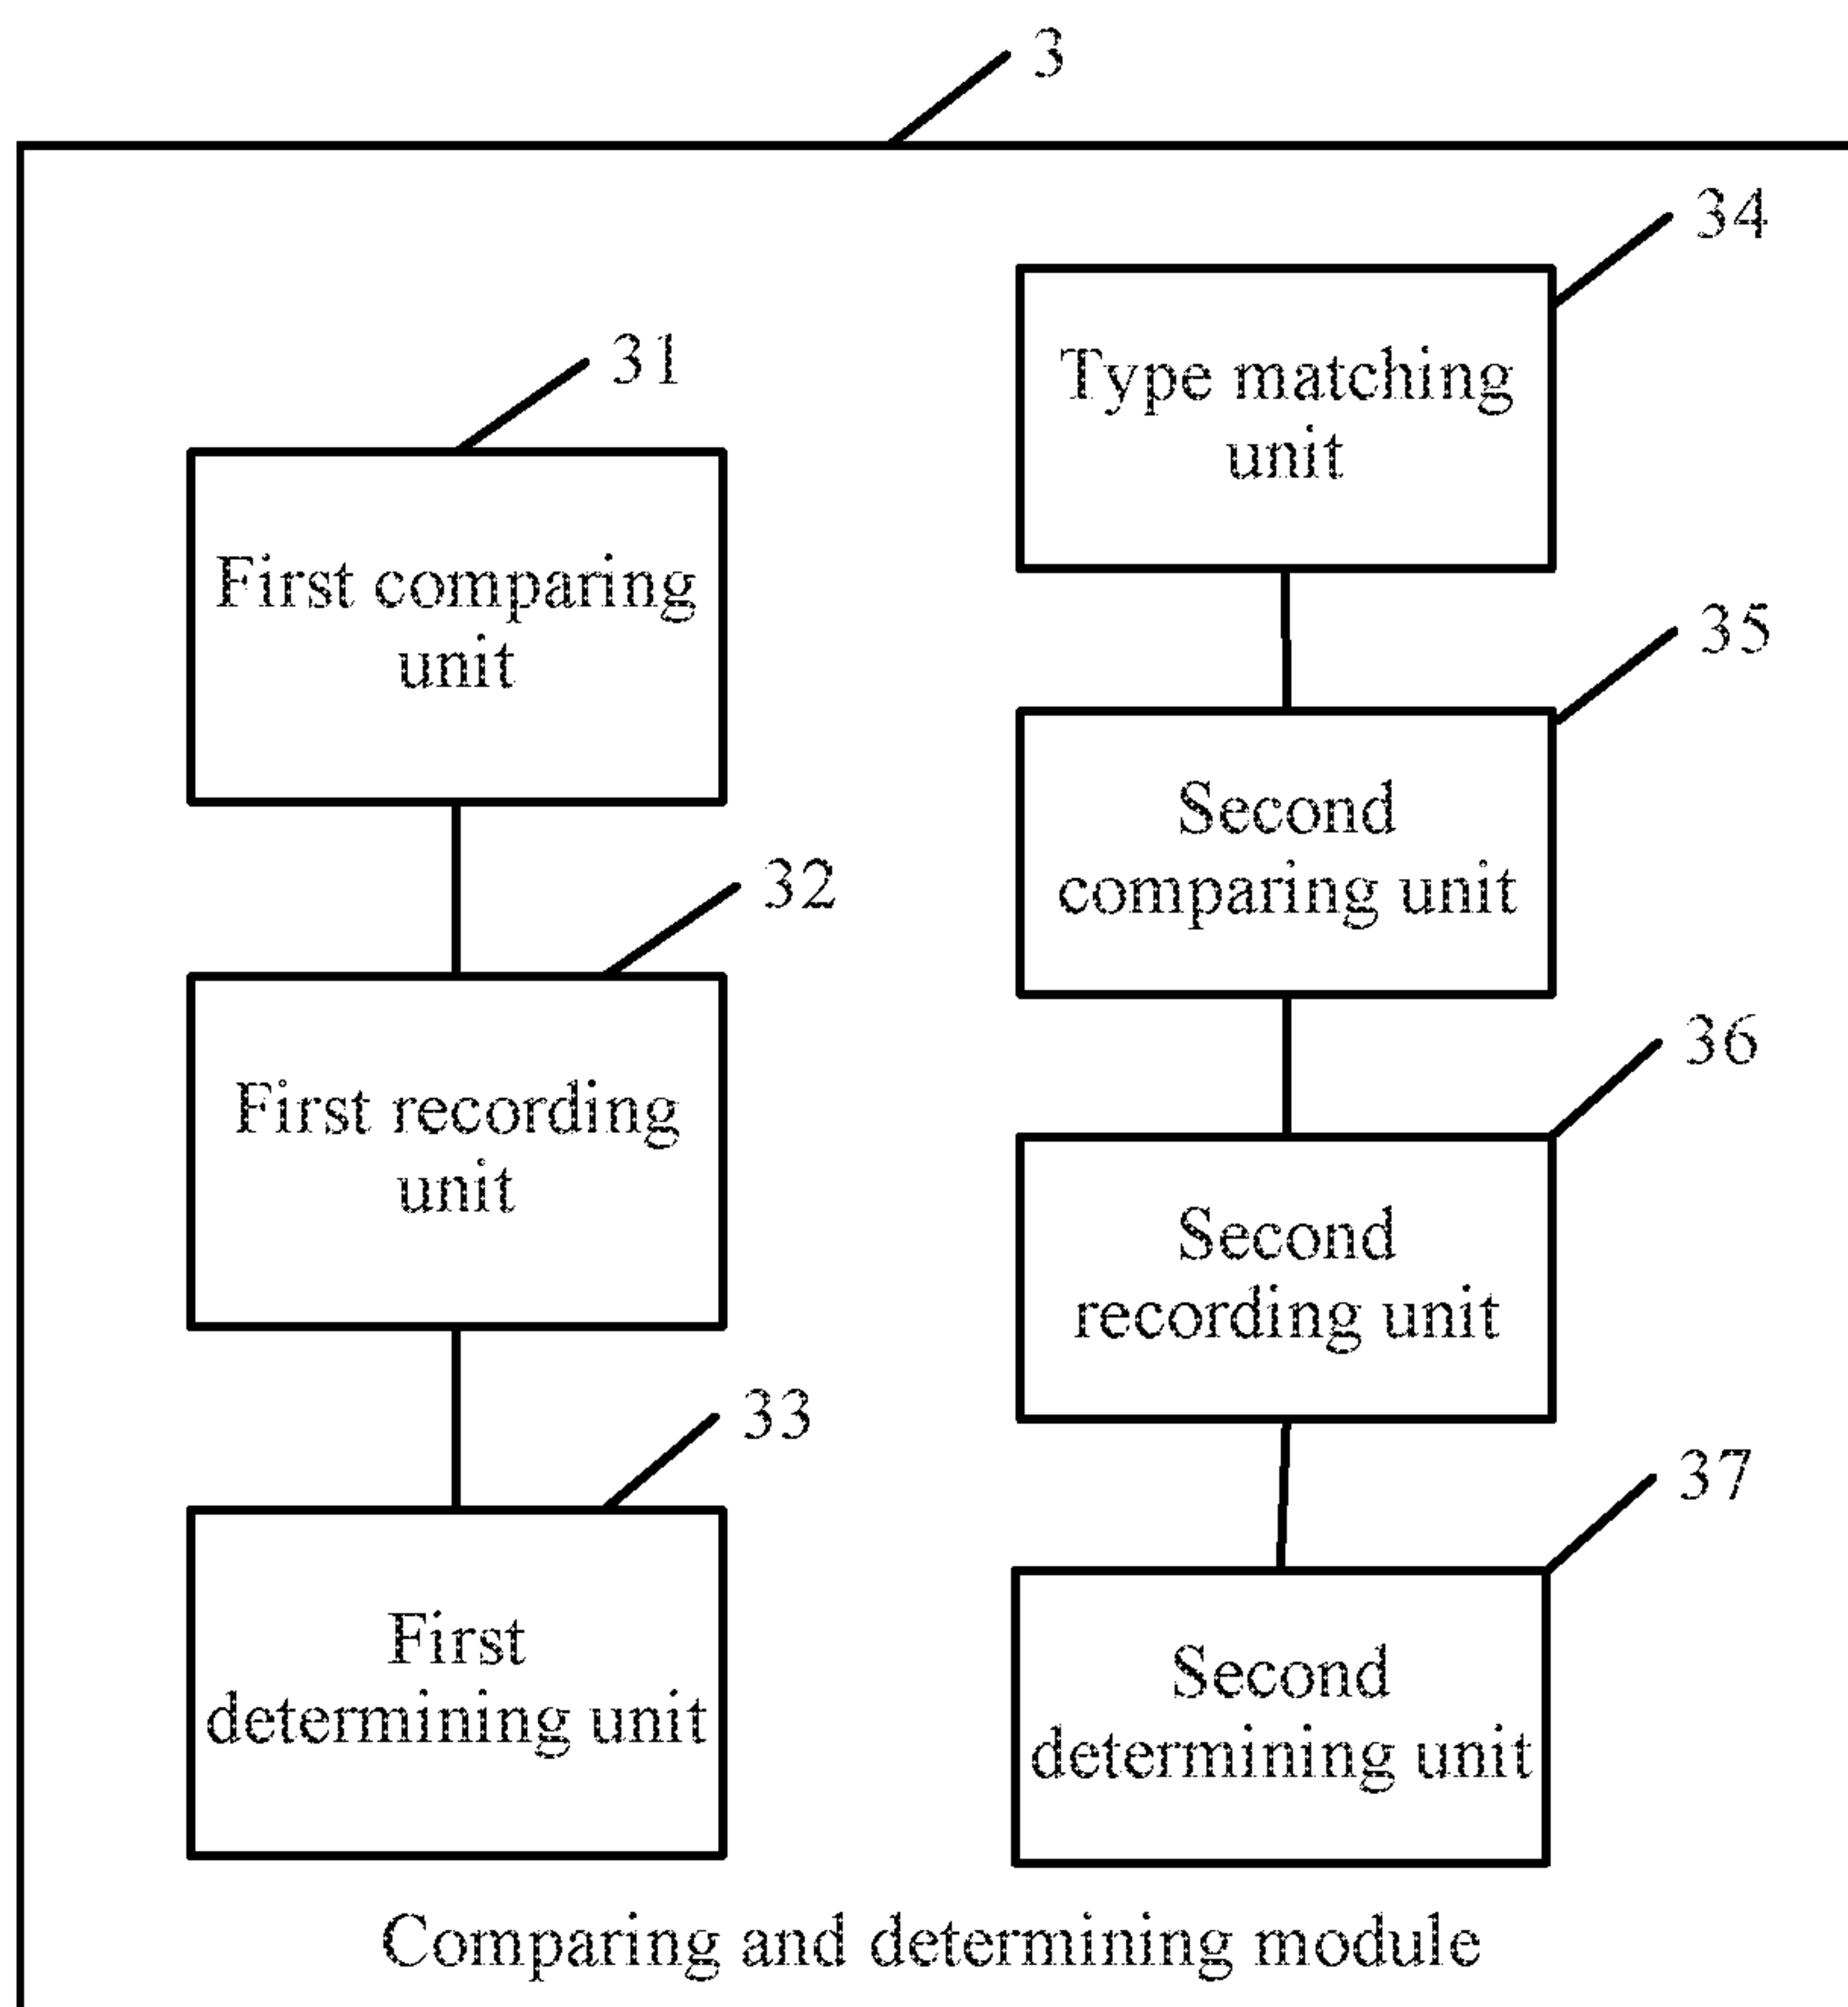 3
31
First comparing
unit
32
First recording
unit
33
First
determining unit
34
Type matching
unit
35
Second
comparing unit
36
Second
recording unit
37
Second
determining unit
Comparing and determining module